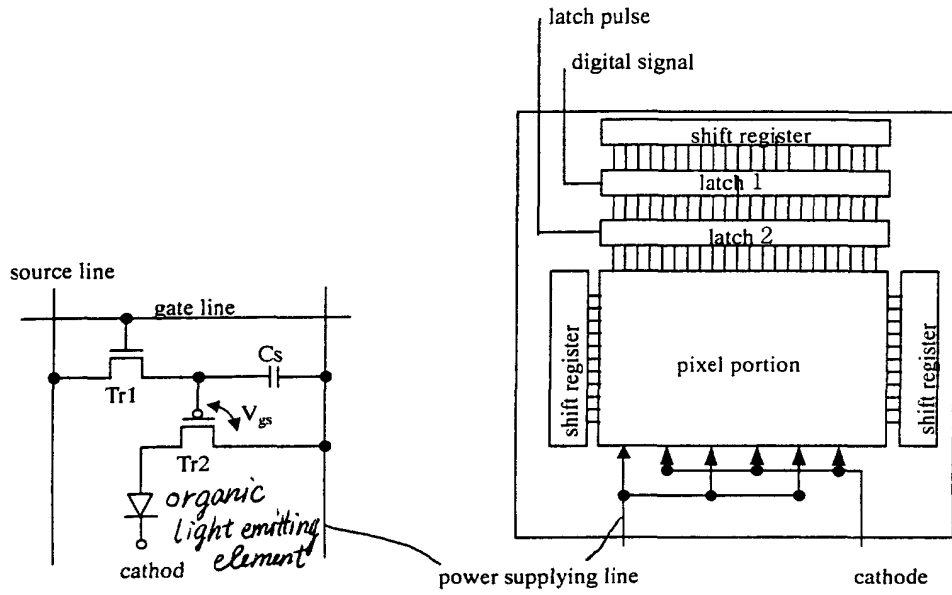 latch pulse
digital signal
shift register
latch 1
latch 2
source line
gate line
Cs
Tr1
Vgs
Tr2
organic
light emitting
element
cathod
shift register
pixel portion
shift register
power supplying line
cathode